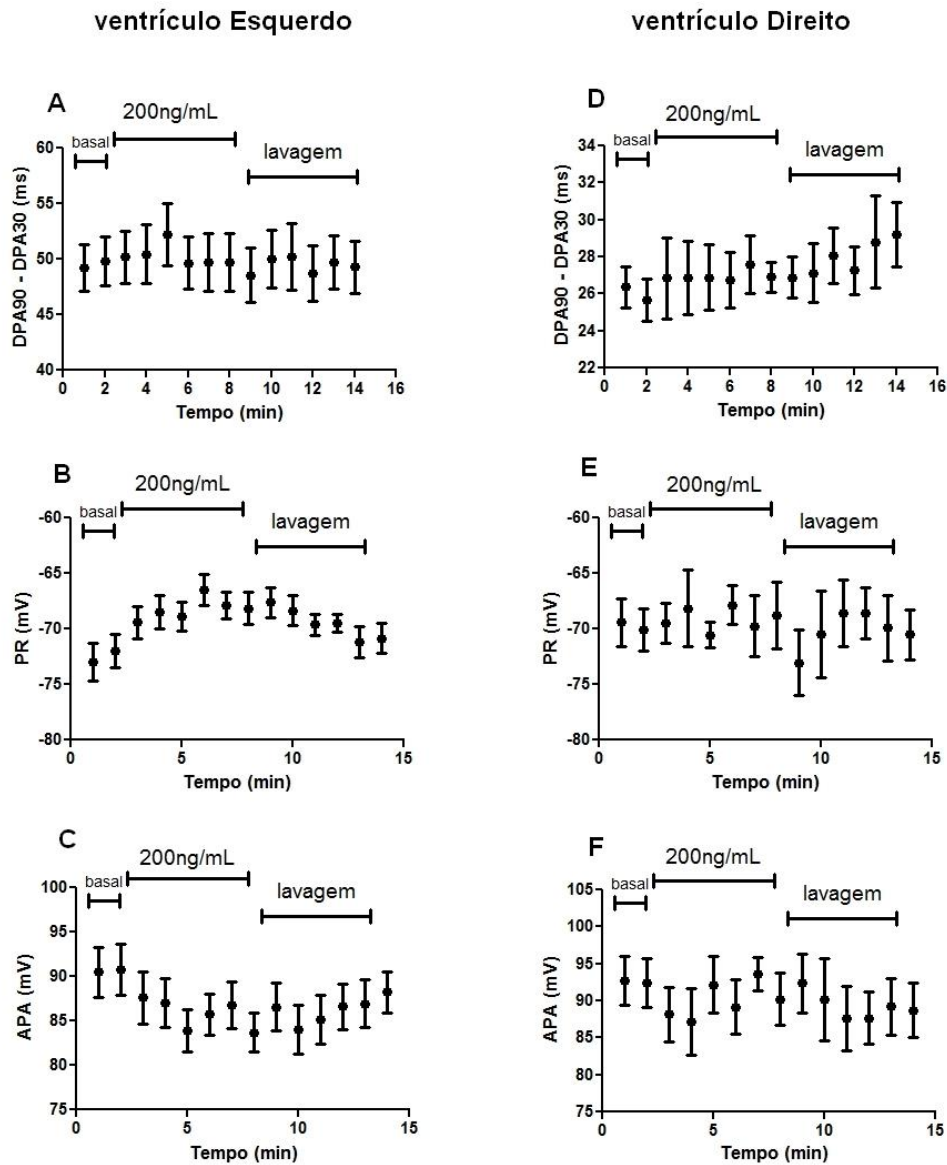 ventrículo Esquerdo
ventrículo Direito
A
200ng/mL
basal
lavagem
60
55
50
45
40
DPA90 - DPA30 (ms)
0 2 4 6 8 10 12 14 16
Tempo (min)
D
200ng/mL
basal
lavagem
34
32
30
28
26
24
22
DPA90 - DPA30 (ms)
0 2 4 6 8 10 12 14 16
Tempo (min)
B
200ng/mL
basal
lavagem
-60
-65
-70
-75
-80
PR (mV)
0 5 10 15
Tempo (min)
E
200ng/mL
basal
lavagem
-60
-65
-70
-75
-80
PR (mV)
0 5 10 15
Tempo (min)
C
200ng/mL
basal
lavagem
100
95
90
85
80
75
APA (mV)
0 5 10 15
Tempo (min)
F
200ng/mL
basal
lavagem
105
100
95
90
85
80
75
APA (mV)
0 5 10 15
Tempo (min)